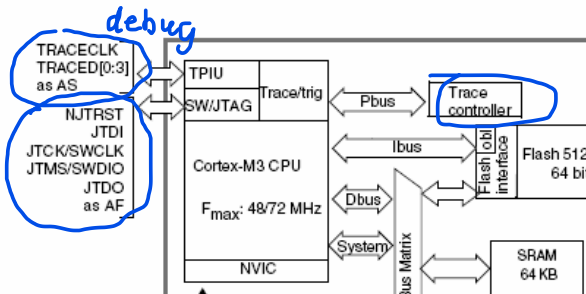 debug
TRACECLK
TRACED[0:3]
as AS
NJTRST
JTDI
JTCK/SWCLK
JTMS/SWDIO
JTDO
as AF
TPIU
SW/JTAG
Trace/trig
Cortex-M3 CPU
Fmax: 48/72 MHz
NVIC
Pbus
Ibus
Dbus
System
Trace
controller
Bus Matrix
Flash obl
interface
Flash 512
64 bi
SRAM
64 KB